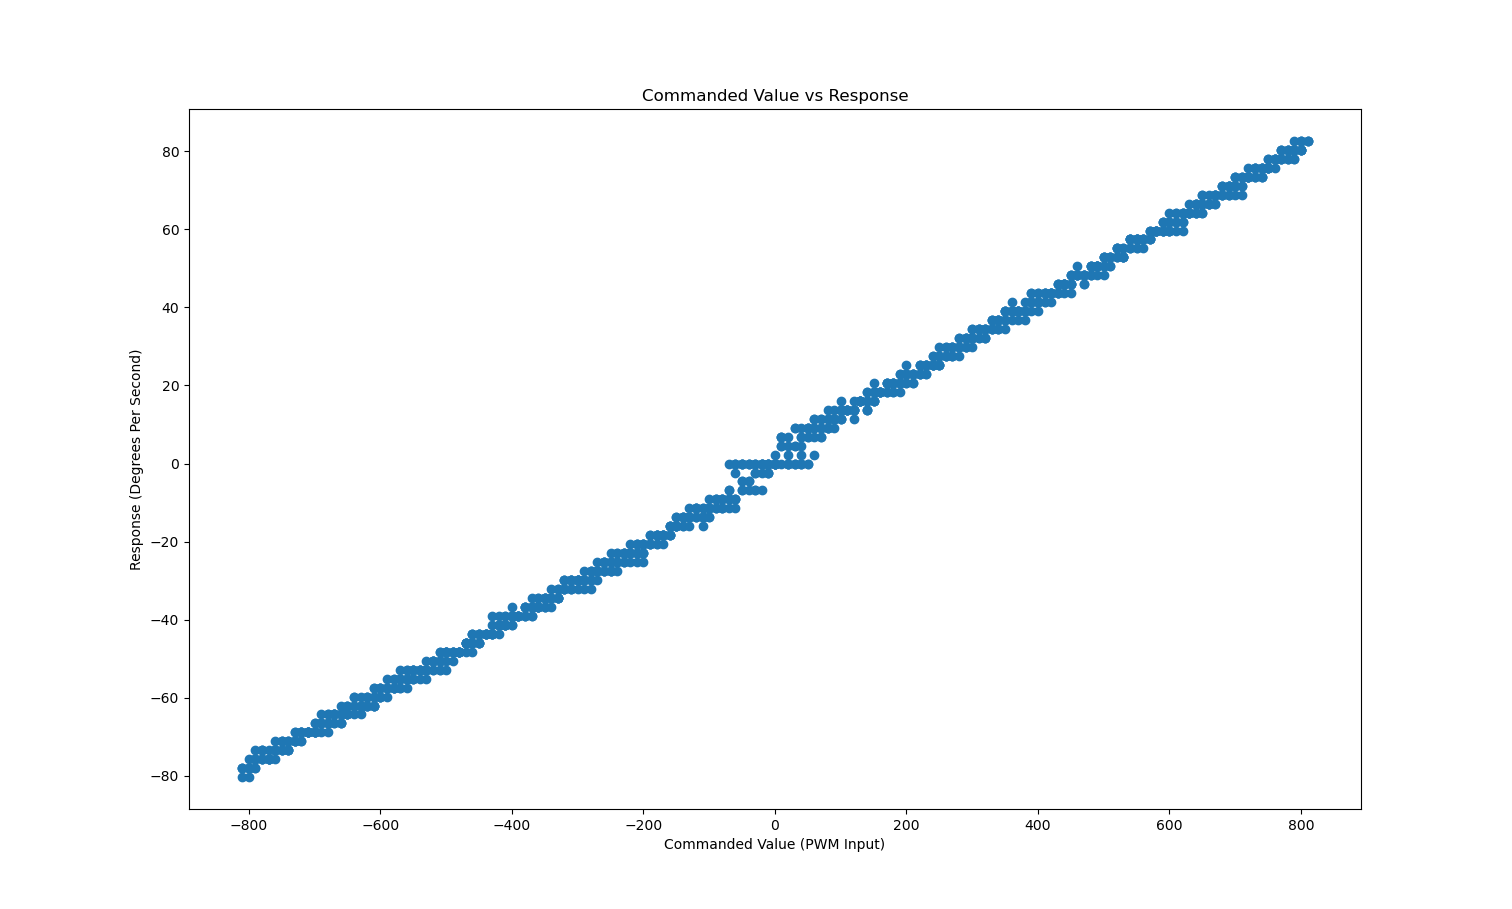 Commanded Value vs Response
Response (Degrees Per Second)
80
60
40
20
0
−20
−40
−60
−80
−800 −600 −400 −200 0 200 400 600 800
Commanded Value (PWM Input)